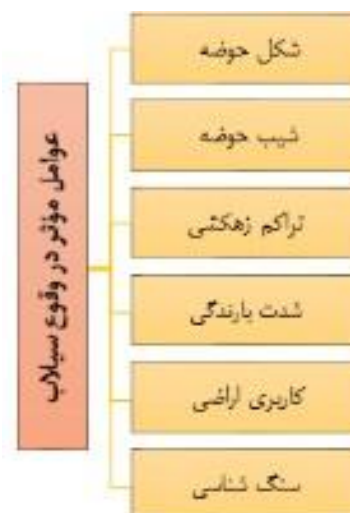 عوامل مؤثر در وقوع سیلاب
شکل حوضه
شیب حوضه
تراکم زهکشی
شدت بارندگی
کاربری اراضی
سنگ شناسی